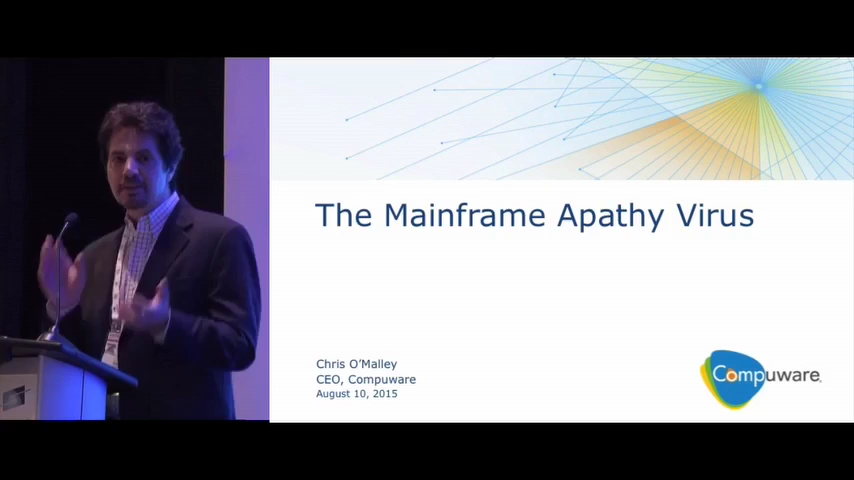 The Mainframe Apathy Virus
Chris O'Malley
CEO, Compuware
August 10, 2015
Compuware.